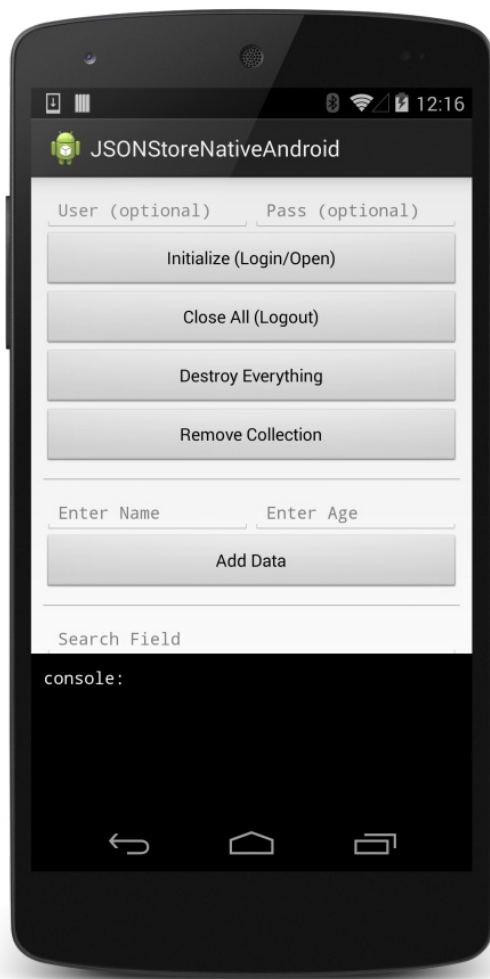 12:16
JSONStoreNativeAndroid
User (optional) Pass (optional)
Initialize (Login/Open)
Close All (Logout)
Destroy Everything
Remove Collection
Enter Name Enter Age
Add Data
Search Field
console: